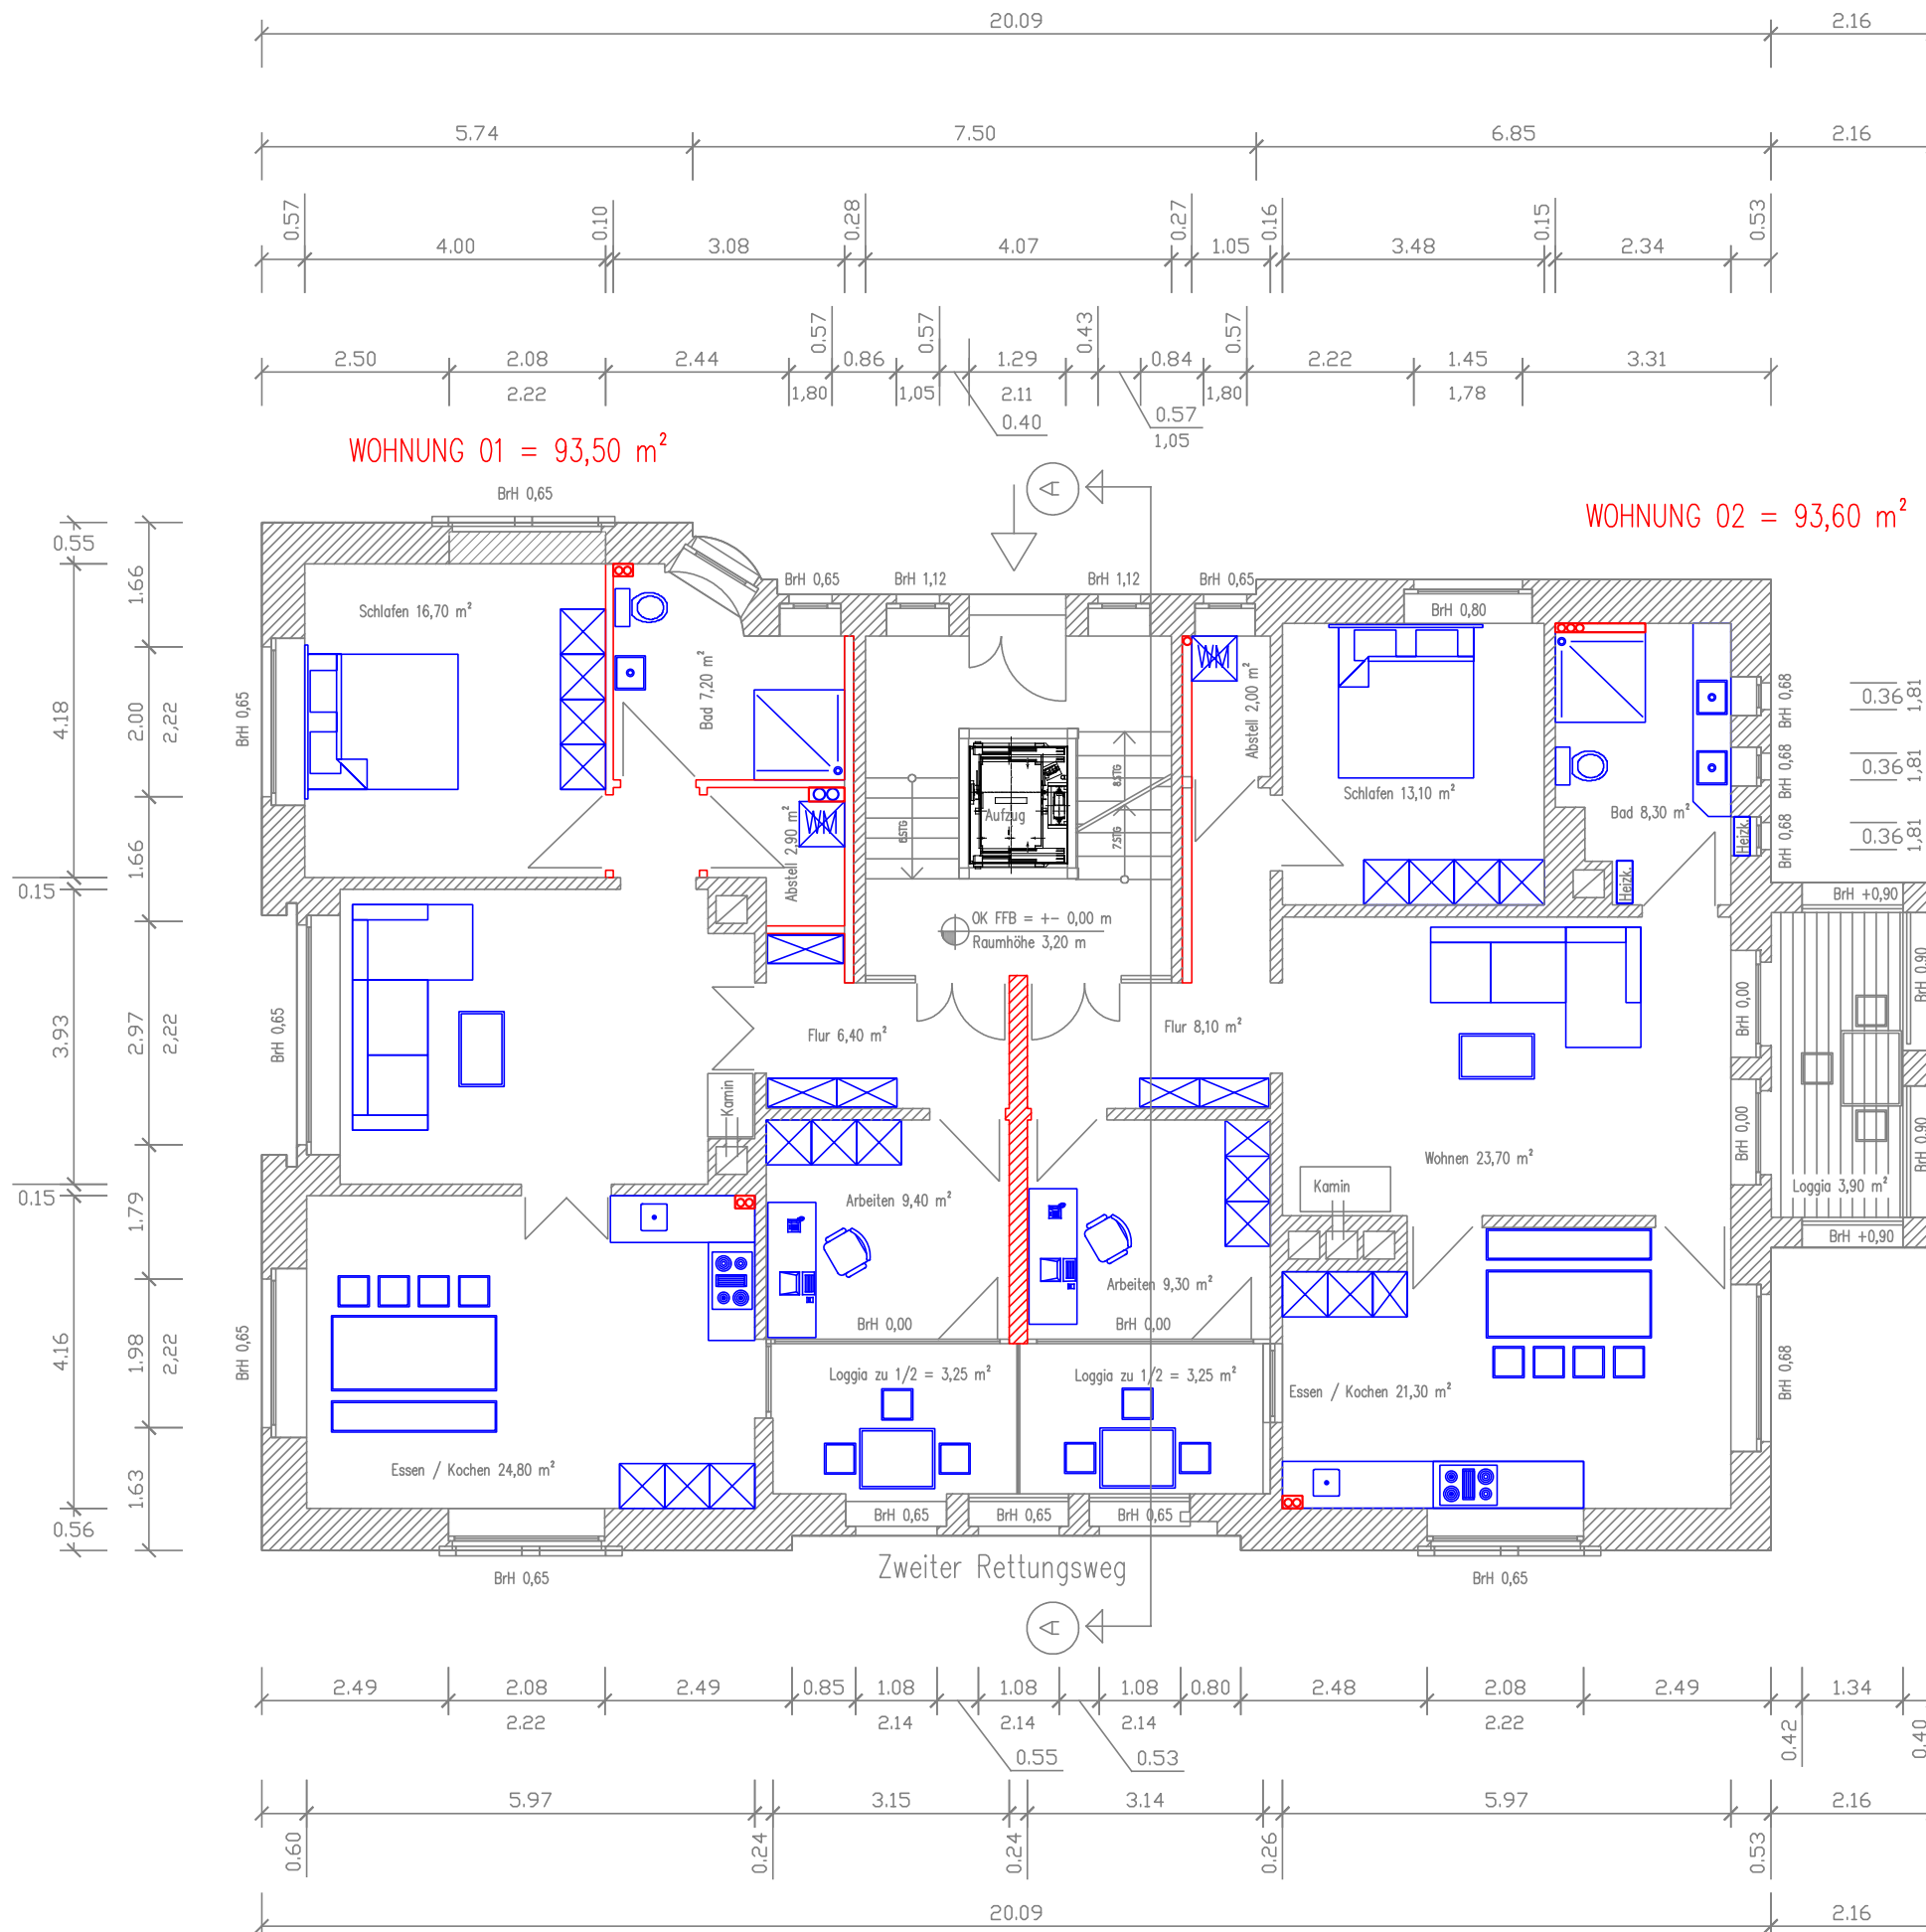 20.09 2.16
5.74 7.50 6.85 2.16
0.57 0.10 0.28 0.27 0.16 0.15 0.53
4.00 3.08 4.07 1.05 3.48 2.34
0.57 0.57 0.43 0.57
2.50 2.08 2.44 0.86 1.29 0.84 2.22 1.45 3.31
2.22 1,80 1,05 2.11 1,80 1,78
0.40 0.57
1,05
WOHNUNG 01 = 93,50 m²
WOHNUNG 02 = 93,60 m²
BrH 0,65
A
0.55
1.66
4.18
2.00
2,22
1.66
0.15
3.93
2.97
2,22
0.15
1.79
4.16
1.98
2,22
1.63
0.56
BrH 0,65
BrH 1,12
BrH 1,12
BrH 0,65
BrH 0,80
Schlafen 16,70 m²
Bad 7,20 m²
BrH 0,65
Abstell 2,90 m²
WM
WM
Abstell 2,00 m²
Schlafen 13,10 m²
Bad 8,30 m²
Heizk.
Heizk.
BrH 0,68
BrH 0,68
BrH 0,68
0.36 1,81
0.36 1,81
0.36 1,81
6STG
8.STG
7.STG
Aufzug
OK FFB = +- 0,00 m
Raumhöhe 3,20 m
BrH +0,90
BrH 0,90
BrH 0,90
BrH 0,65
BrH 0,00
BrH 0,00
Flur 6,40 m²
Flur 8,10 m²
Kamin
Kamin
Wohnen 23,70 m²
Loggia 3,90 m²
BrH +0,90
Arbeiten 9,40 m²
Arbeiten 9,30 m²
BrH 0,00
BrH 0,00
BrH 0,65
BrH 0,68
Loggia zu 1/2 = 3,25 m²
Loggia zu 1/2 = 3,25 m²
Essen / Kochen 21,30 m²
Essen / Kochen 24,80 m²
BrH 0,65
BrH 0,65
BrH 0,65
Zweiter Rettungsweg
BrH 0,65
BrH 0,65
A
2.49 2.08 2.49 0.85 1.08 1.08 1.08 0.80 2.48 2.08 2.49 1.34
2.22 2.14 2.14 2.14 2.22
0.42 0.40
0.55 0.53
5.97 3.15 3.14 5.97 2.16
0.60 0.24 0.24 0.26 0.53
20.09 2.16